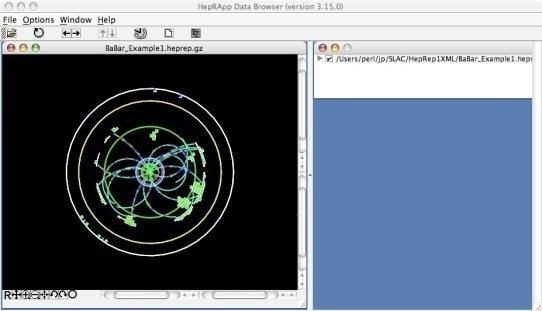 HepRApp Data Browser (version 3.15.0)
File Options Window Help
BaBar_Example1.heprep.gz
/Users/perl/jp/SLAC/HepRep1XML/BaBar_Example1.hepre
R